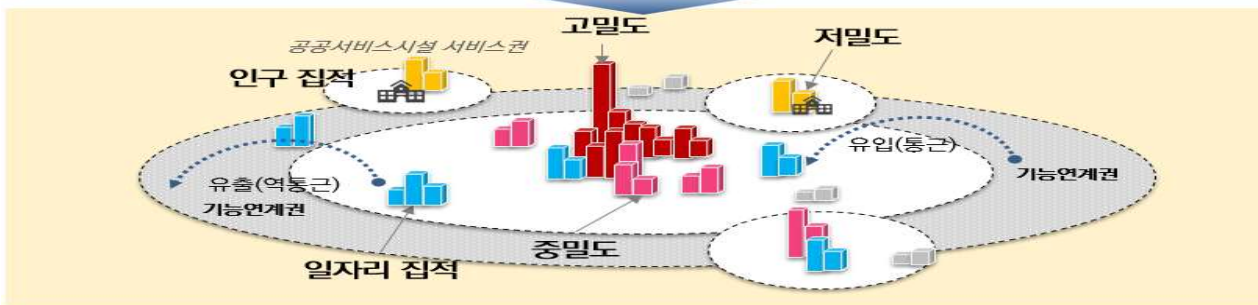 고밀도
공공서비스시설 서비스권
저밀도
인구 집적
유입(통근)
기능연계권
유출(역통근)
기능연계권
중밀도
일자리 집적